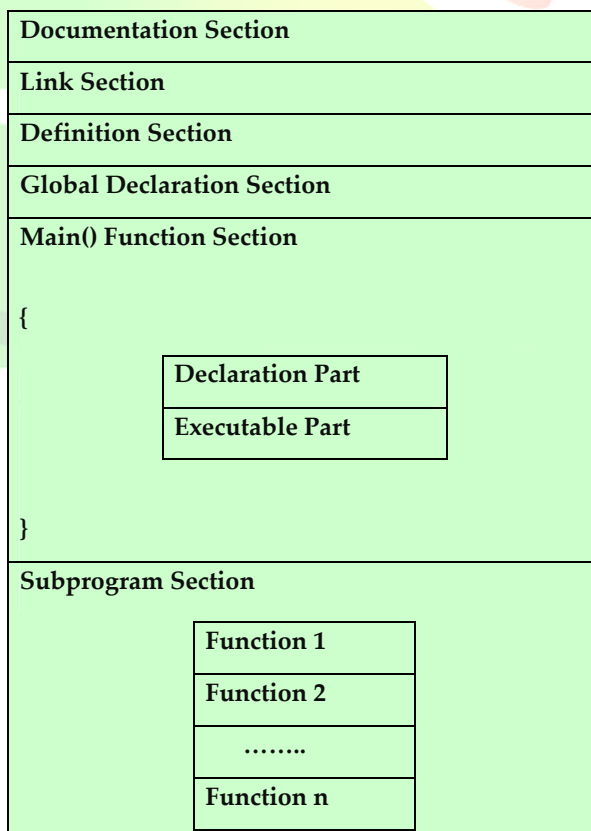 Documentation Section
Link Section
Definition Section
Global Declaration Section
Main() Function Section
{
Declaration Part
Executable Part
}
Subprogram Section
Function 1
Function 2
……..
Function n